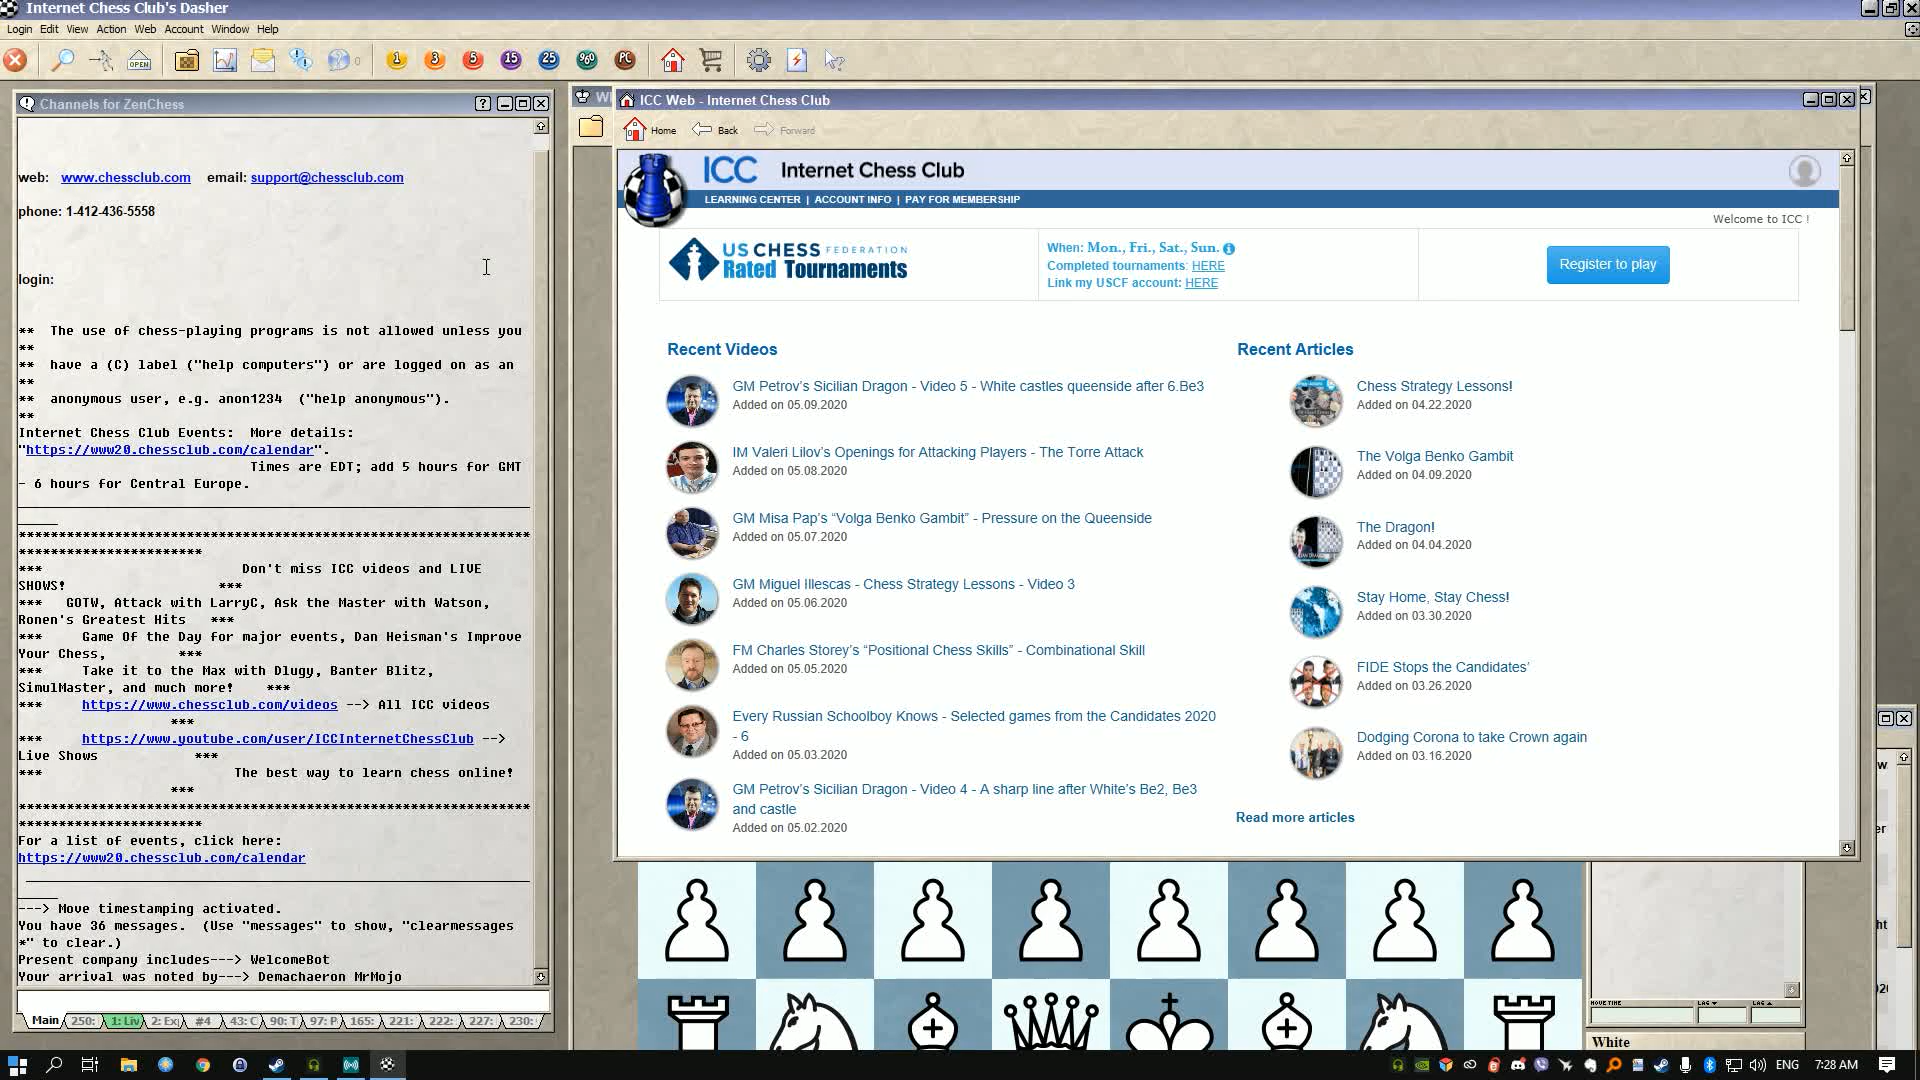 Internet Chess Club's Dasher
Login Edit View Action Web Account Window Help
OPEN 0 1 3 5 15 25 960 PC
Channels for ZenChess
web: www.chessclub.com email: support@chessclub.com
phone: 1-412-436-5558
login:
** The use of chess-playing programs is not allowed unless you
**
** have a (C) label ("help computers") or are logged on as an
**
** anonymous user, e.g. anon1234 ("help anonymous").
**
Internet Chess Club Events: More details:
"https://www20.chessclub.com/calendar".
Times are EDT; add 5 hours for GMT
- 6 hours for Central Europe.
*** Don't miss ICC videos and LIVE
SHOWS! ***
*** GOTW, Attack with LarryC, Ask the Master with Watson,
Ronen's Greatest Hits ***
*** Game Of the Day for major events, Dan Heisman's Improve
Your Chess, ***
*** Take it to the Max with Dlugy, Banter Blitz,
SimulMaster, and much more! ***
*** https://www.chessclub.com/videos --> All ICC videos
***
*** https://www.youtube.com/user/ICCInternetChessClub -->
Live Shows ***
*** The best way to learn chess online!
***
For a list of events, click here:
https://www20.chessclub.com/calendar
---> Move timestamping activated.
You have 36 messages. (Use "messages" to show, "clearmessages
*" to clear.)
Present company includes---> WelcomeBot
Your arrival was noted by---> Demachaeron MrMojo
Main 250: 1: Liv 2: Exp #4 43: C 90: T 97: P 165: 221: 222: 227: 230:
ICC Web - Internet Chess Club
Home Back Forward
ICC Internet Chess Club
LEARNING CENTER | ACCOUNT INFO | PAY FOR MEMBERSHIP
Welcome to ICC !
US CHESS FEDERATION
Rated Tournaments
When: Mon., Fri., Sat., Sun.
Completed tournaments: HERE
Link my USCF account: HERE
Register to play
Recent Videos
GM Petrov's Sicilian Dragon - Video 5 - White castles queenside after 6.Be3
Added on 05.09.2020
IM Valeri Lilov's Openings for Attacking Players - The Torre Attack
Added on 05.08.2020
GM Misa Pap's “Volga Benko Gambit” - Pressure on the Queenside
Added on 05.07.2020
GM Miguel Illescas - Chess Strategy Lessons - Video 3
Added on 05.06.2020
FM Charles Storey's “Positional Chess Skills” - Combinational Skill
Added on 05.05.2020
Every Russian Schoolboy Knows - Selected games from the Candidates 2020
- 6
Added on 05.03.2020
GM Petrov's Sicilian Dragon - Video 4 - A sharp line after White's Be2, Be3
and castle
Added on 05.02.2020
Recent Articles
Chess Strategy Lessons!
Added on 04.22.2020
The Volga Benko Gambit
Added on 04.09.2020
The Dragon!
Added on 04.04.2020
Stay Home, Stay Chess!
Added on 03.30.2020
FIDE Stops the Candidates'
Added on 03.26.2020
Dodging Corona to take Crown again
Added on 03.16.2020
Read more articles
MOVE TIME LAG LAG
White
ENG 7:28 AM